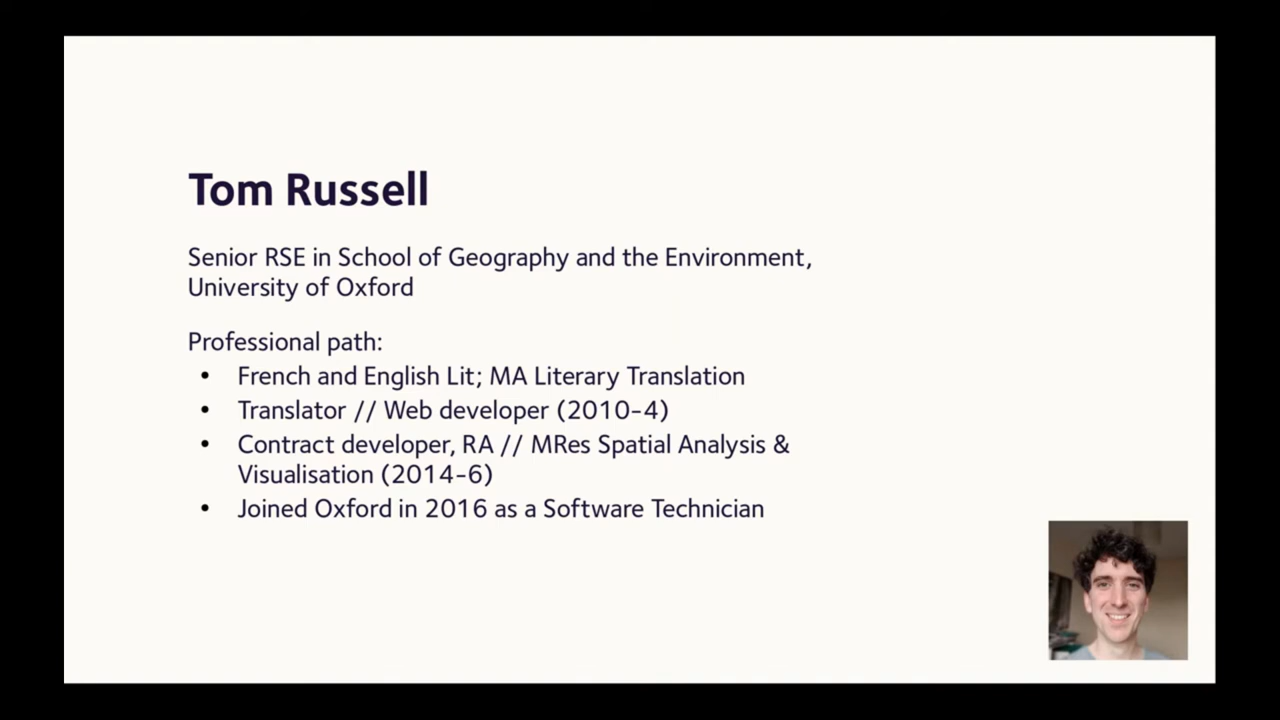 Tom Russell
Senior RSE in School of Geography and the Environment,
University of Oxford
Professional path:
• French and English Lit; MA Literary Translation
• Translator // Web developer (2010-4)
• Contract developer, RA // MRes Spatial Analysis &
Visualisation (2014-6)
• Joined Oxford in 2016 as a Software Technician